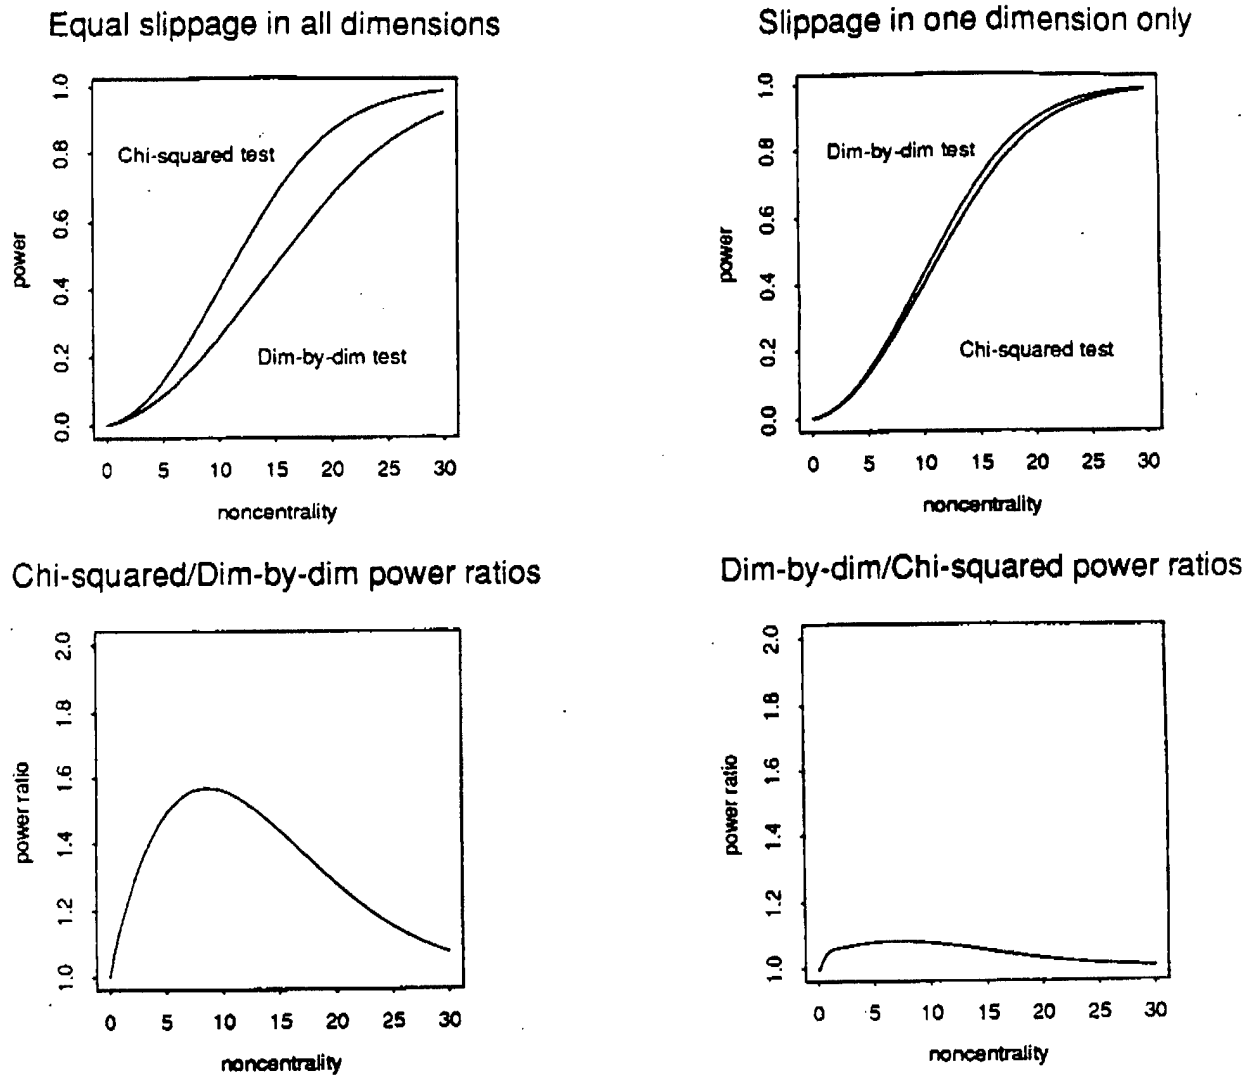 Equal slippage in all dimensions
1.0
0.8
0.6
0.4
0.2
0.0
power
Chi-squared test
Dim-by-dim test
0 5 10 15 20 25 30
noncentrality
Slippage in one dimension only
1.0
0.8
0.6
0.4
0.2
0.0
power
Dim-by-dim test
Chi-squared test
0 5 10 15 20 25 30
noncentrality
Chi-squared/Dim-by-dim power ratios
2.0
1.8
1.6
1.4
1.2
1.0
power ratio
0 5 10 15 20 25 30
noncentrality
Dim-by-dim/Chi-squared power ratios
2.0
1.8
1.6
1.4
1.2
1.0
power ratio
0 5 10 15 20 25 30
noncentrality